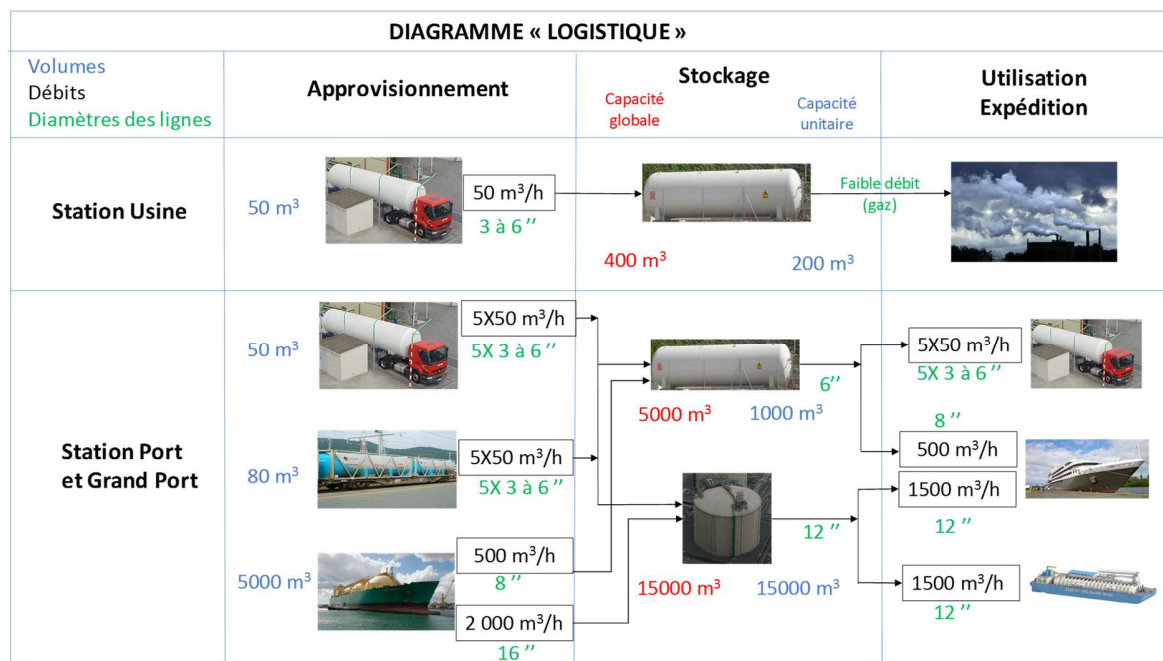 DIAGRAMME « LOGISTIQUE »
Volumes
Débits
Diamètres des lignes
Approvisionnement
Stockage
Capacité
globale
Capacité
unitaire
Utilisation
Expédition
Station Usine
50 m³
50 m³/h
3 à 6 ’’
400 m³
200 m³
Faible débit
(gaz)
Station Port
et Grand Port
50 m³
5X50 m³/h
5X 3 à 6 ’’
80 m³
5X50 m³/h
5X 3 à 6 ’’
5000 m³
500 m³/h
8 ’’
2 000 m³/h
16 ’’
5000 m³
1000 m³
6’’
15000 m³
15000 m³
12 ’’
5X50 m³/h
5X 3 à 6 ’’
8 ’’
500 m³/h
1500 m³/h
12 ’’
1500 m³/h
12 ’’